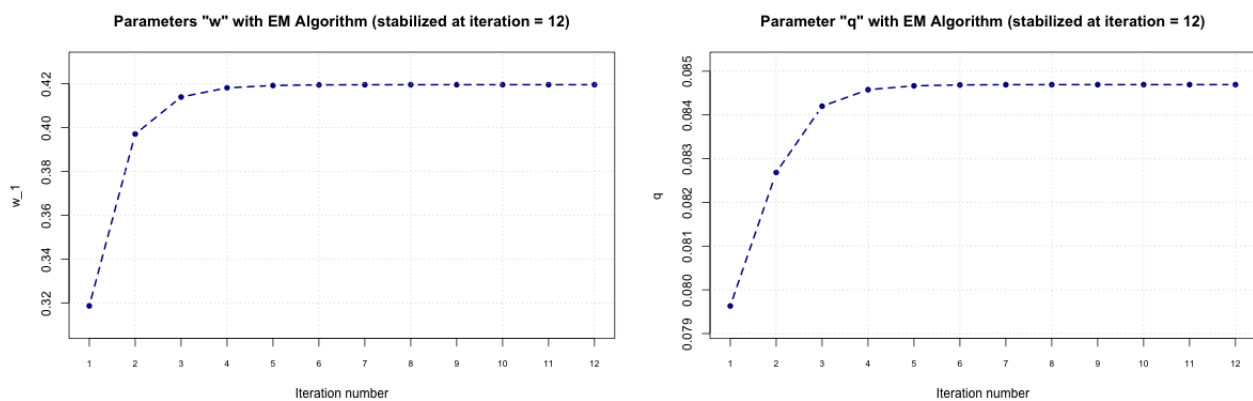 Parameters "w" with EM Algorithm (stabilized at iteration = 12)
w_1
0.42
0.40
0.38
0.36
0.34
0.32
1 2 3 4 5 6 7 8 9 10 11 12
Iteration number
Parameter "q" with EM Algorithm (stabilized at iteration = 12)
q
0.085
0.084
0.083
0.082
0.081
0.080
0.079
1 2 3 4 5 6 7 8 9 10 11 12
Iteration number